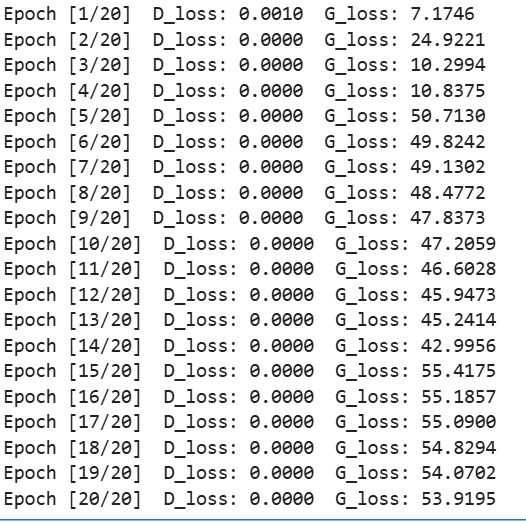 Epoch [1/20]  D_loss: 0.0010  G_loss: 7.1746
Epoch [2/20]  D_loss: 0.0000  G_loss: 24.9221
Epoch [3/20]  D_loss: 0.0000  G_loss: 10.2994
Epoch [4/20]  D_loss: 0.0000  G_loss: 10.8375
Epoch [5/20]  D_loss: 0.0000  G_loss: 50.7130
Epoch [6/20]  D_loss: 0.0000  G_loss: 49.8242
Epoch [7/20]  D_loss: 0.0000  G_loss: 49.1302
Epoch [8/20]  D_loss: 0.0000  G_loss: 48.4772
Epoch [9/20]  D_loss: 0.0000  G_loss: 47.8373
Epoch [10/20]  D_loss: 0.0000  G_loss: 47.2059
Epoch [11/20]  D_loss: 0.0000  G_loss: 46.6028
Epoch [12/20]  D_loss: 0.0000  G_loss: 45.9473
Epoch [13/20]  D_loss: 0.0000  G_loss: 45.2414
Epoch [14/20]  D_loss: 0.0000  G_loss: 42.9956
Epoch [15/20]  D_loss: 0.0000  G_loss: 55.4175
Epoch [16/20]  D_loss: 0.0000  G_loss: 55.1857
Epoch [17/20]  D_loss: 0.0000  G_loss: 55.0900
Epoch [18/20]  D_loss: 0.0000  G_loss: 54.8294
Epoch [19/20]  D_loss: 0.0000  G_loss: 54.0702
Epoch [20/20]  D_loss: 0.0000  G_loss: 53.9195